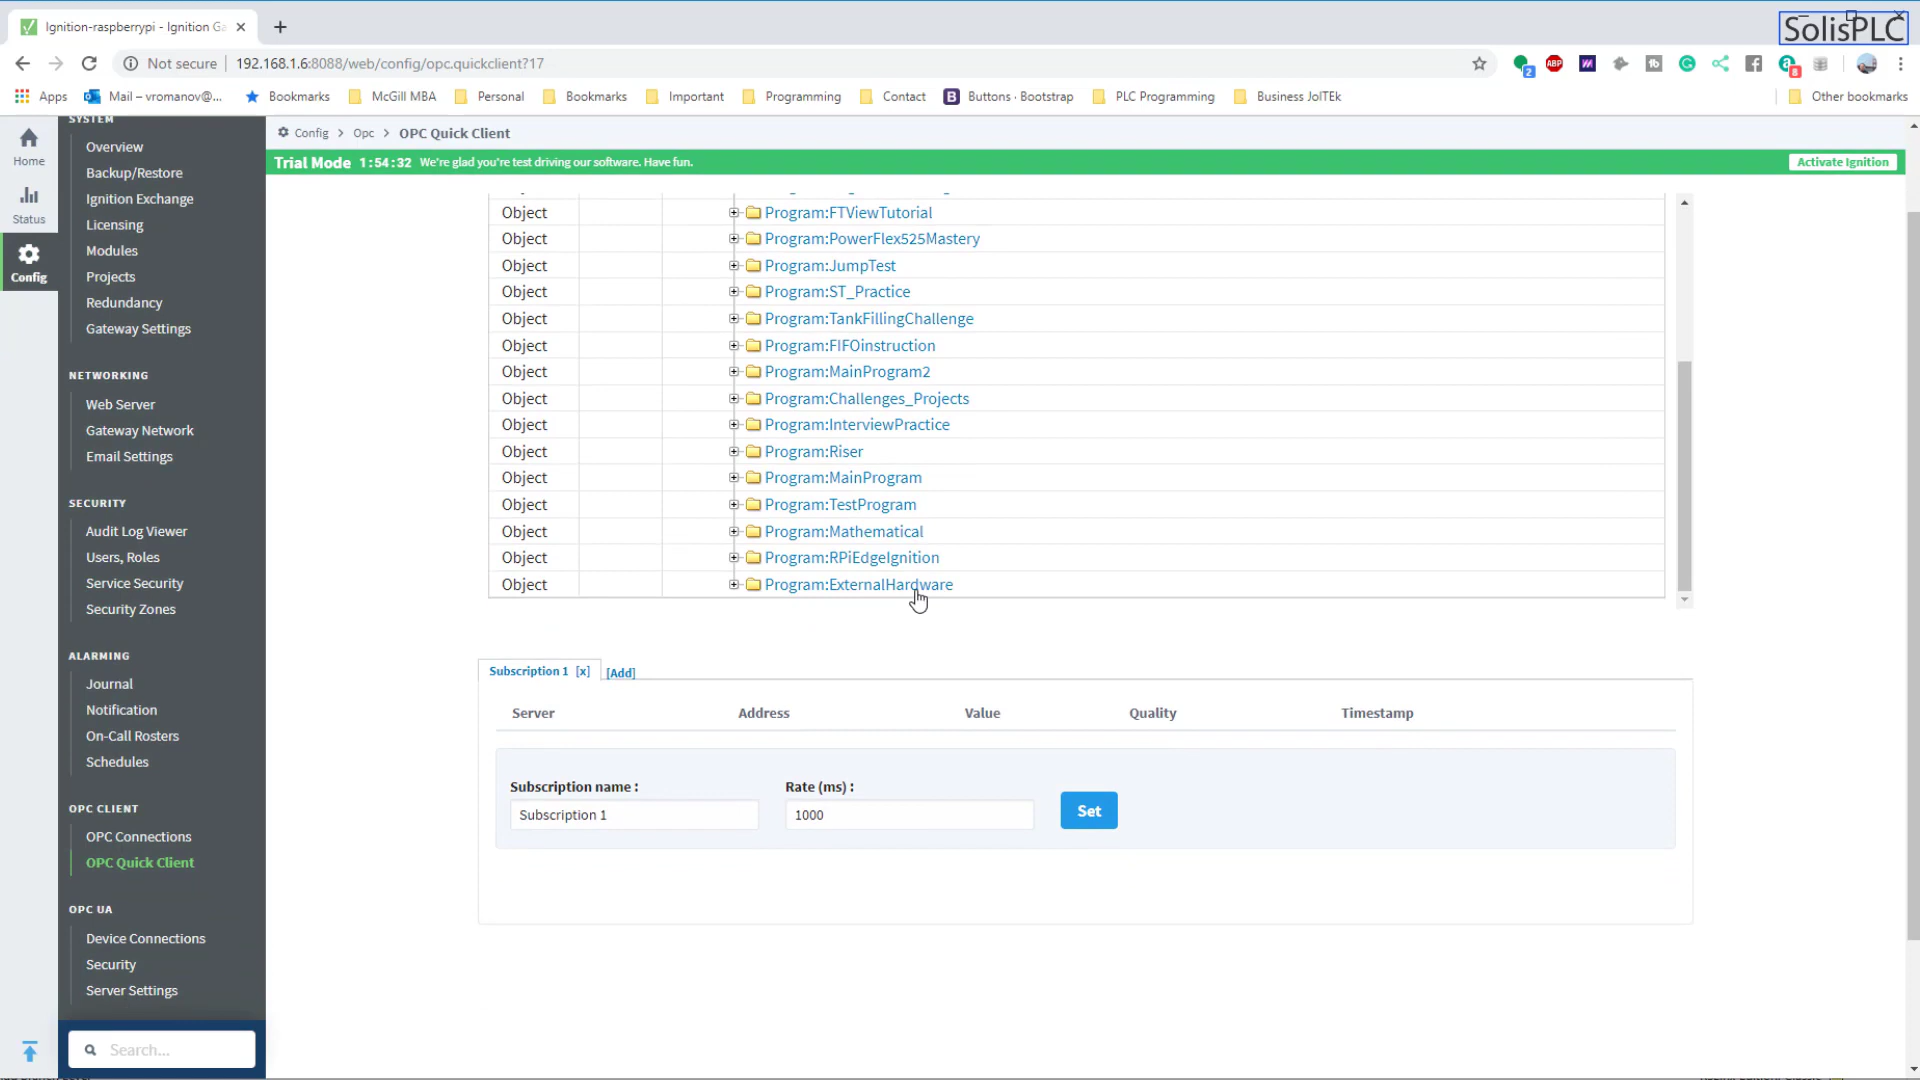 Ignition-raspberrypi - Ignition Ga
SolisPLC
Not secure 192.168.1.6:8088/web/config/opc.quickclient?17
ABP
2
8
Apps Mail – vromanov@... Bookmarks McGill MBA Personal Bookmarks Important Programming Contact Buttons · Bootstrap PLC Programming Business JolTEk Other bookmarks
Home
Status
Config
SYSTEM
Overview
Backup/Restore
Ignition Exchange
Licensing
Modules
Projects
Redundancy
Gateway Settings
NETWORKING
Web Server
Gateway Network
Email Settings
SECURITY
Audit Log Viewer
Users, Roles
Service Security
Security Zones
ALARMING
Journal
Notification
On-Call Rosters
Schedules
OPC CLIENT
OPC Connections
OPC Quick Client
OPC UA
Device Connections
Security
Server Settings
Search...
Config > Opc > OPC Quick Client
Trial Mode 1:54:32 We're glad you're test driving our software. Have fun. Activate Ignition
Object Program:FTViewTutorial
Object Program:PowerFlex525Mastery
Object Program:JumpTest
Object Program:ST_Practice
Object Program:TankFillingChallenge
Object Program:FIFOinstruction
Object Program:MainProgram2
Object Program:Challenges_Projects
Object Program:InterviewPractice
Object Program:Riser
Object Program:MainProgram
Object Program:TestProgram
Object Program:Mathematical
Object Program:RPiEdgeIgnition
Object Program:ExternalHardware
Subscription 1 [x] [Add]
Server Address Value Quality Timestamp
Subscription name : Rate (ms) :
Subscription 1 1000 Set